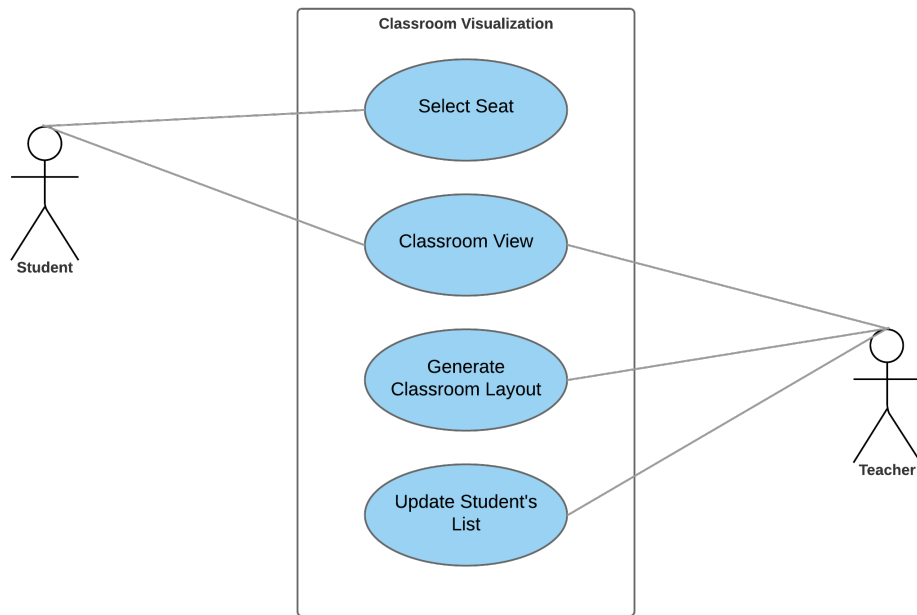 Classroom Visualization
Select Seat
Student
Classroom View
Generate
Classroom Layout
Teacher
Update Student's
List